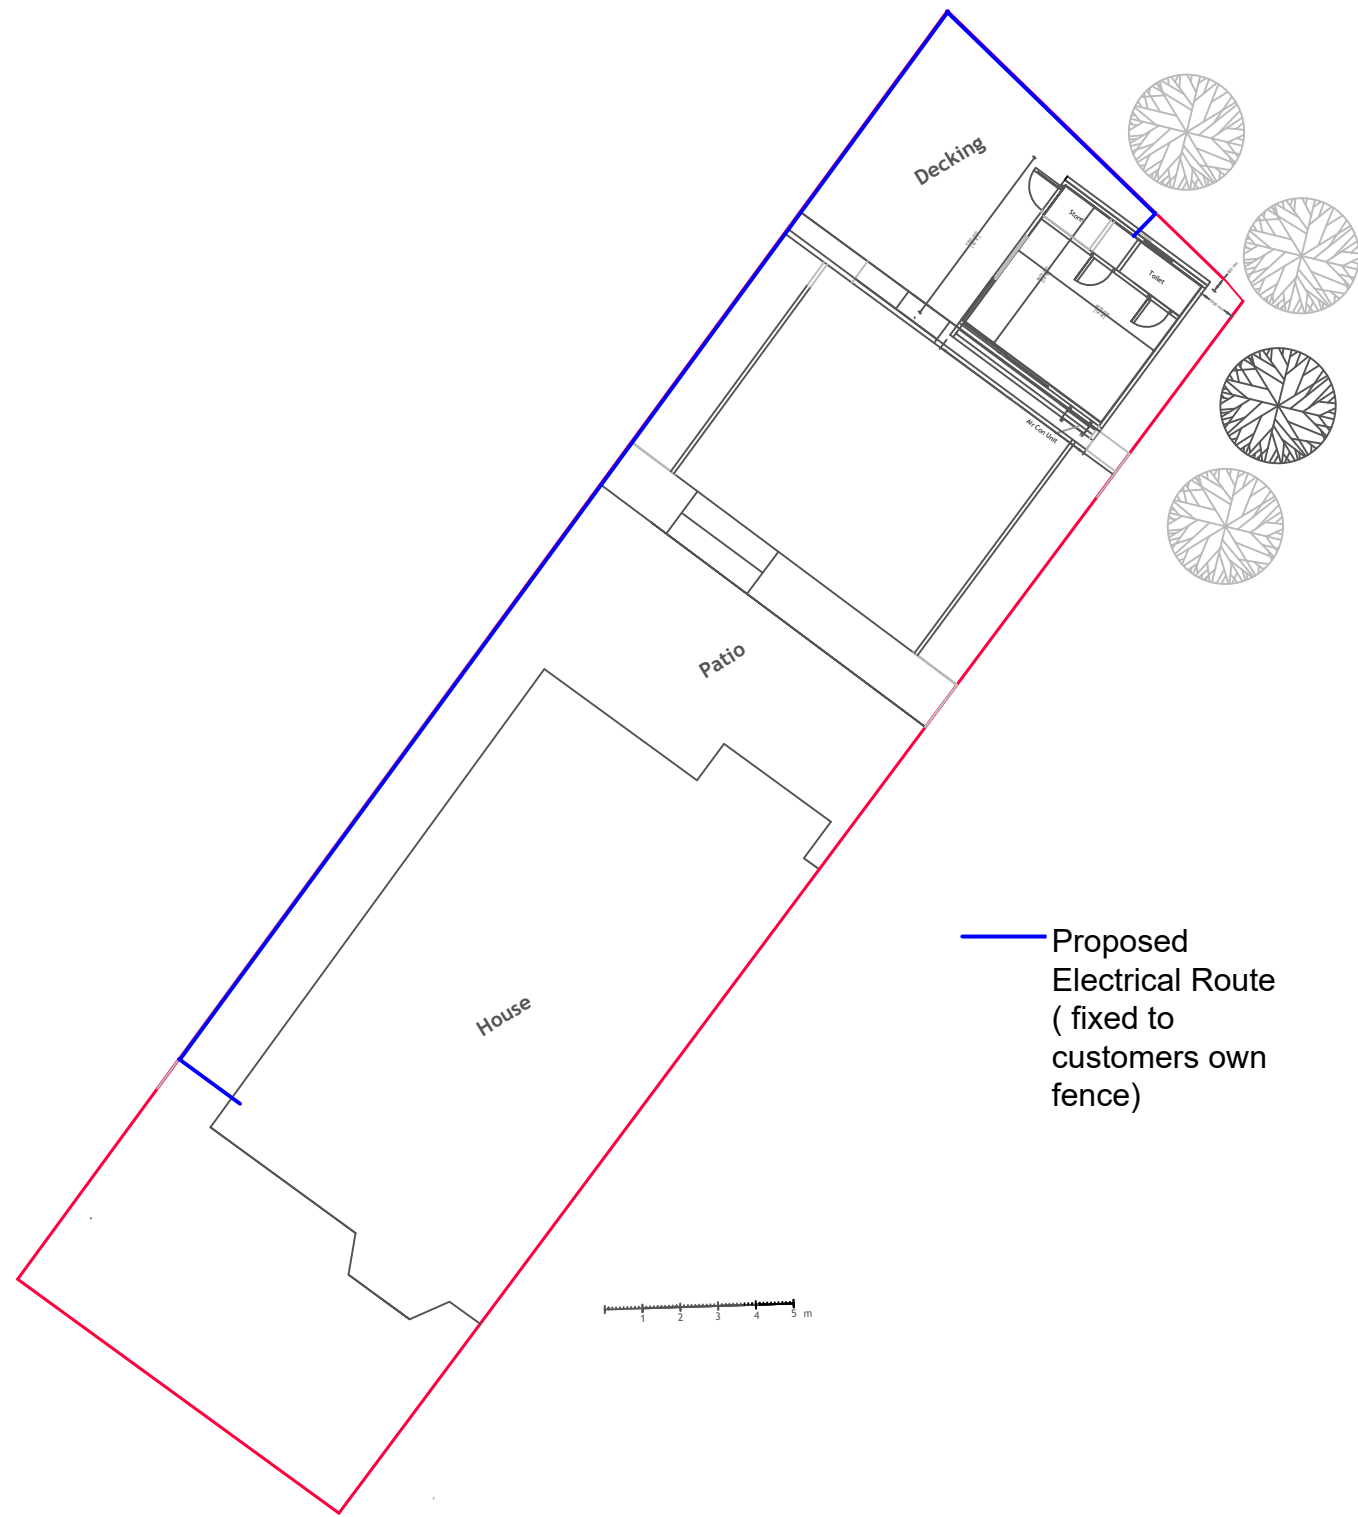 Decking
Store
Toilet
Air Con Unit
Patio
House
Proposed
Electrical Route
( fixed to
customers own
fence)
1 2 3 4 5 m